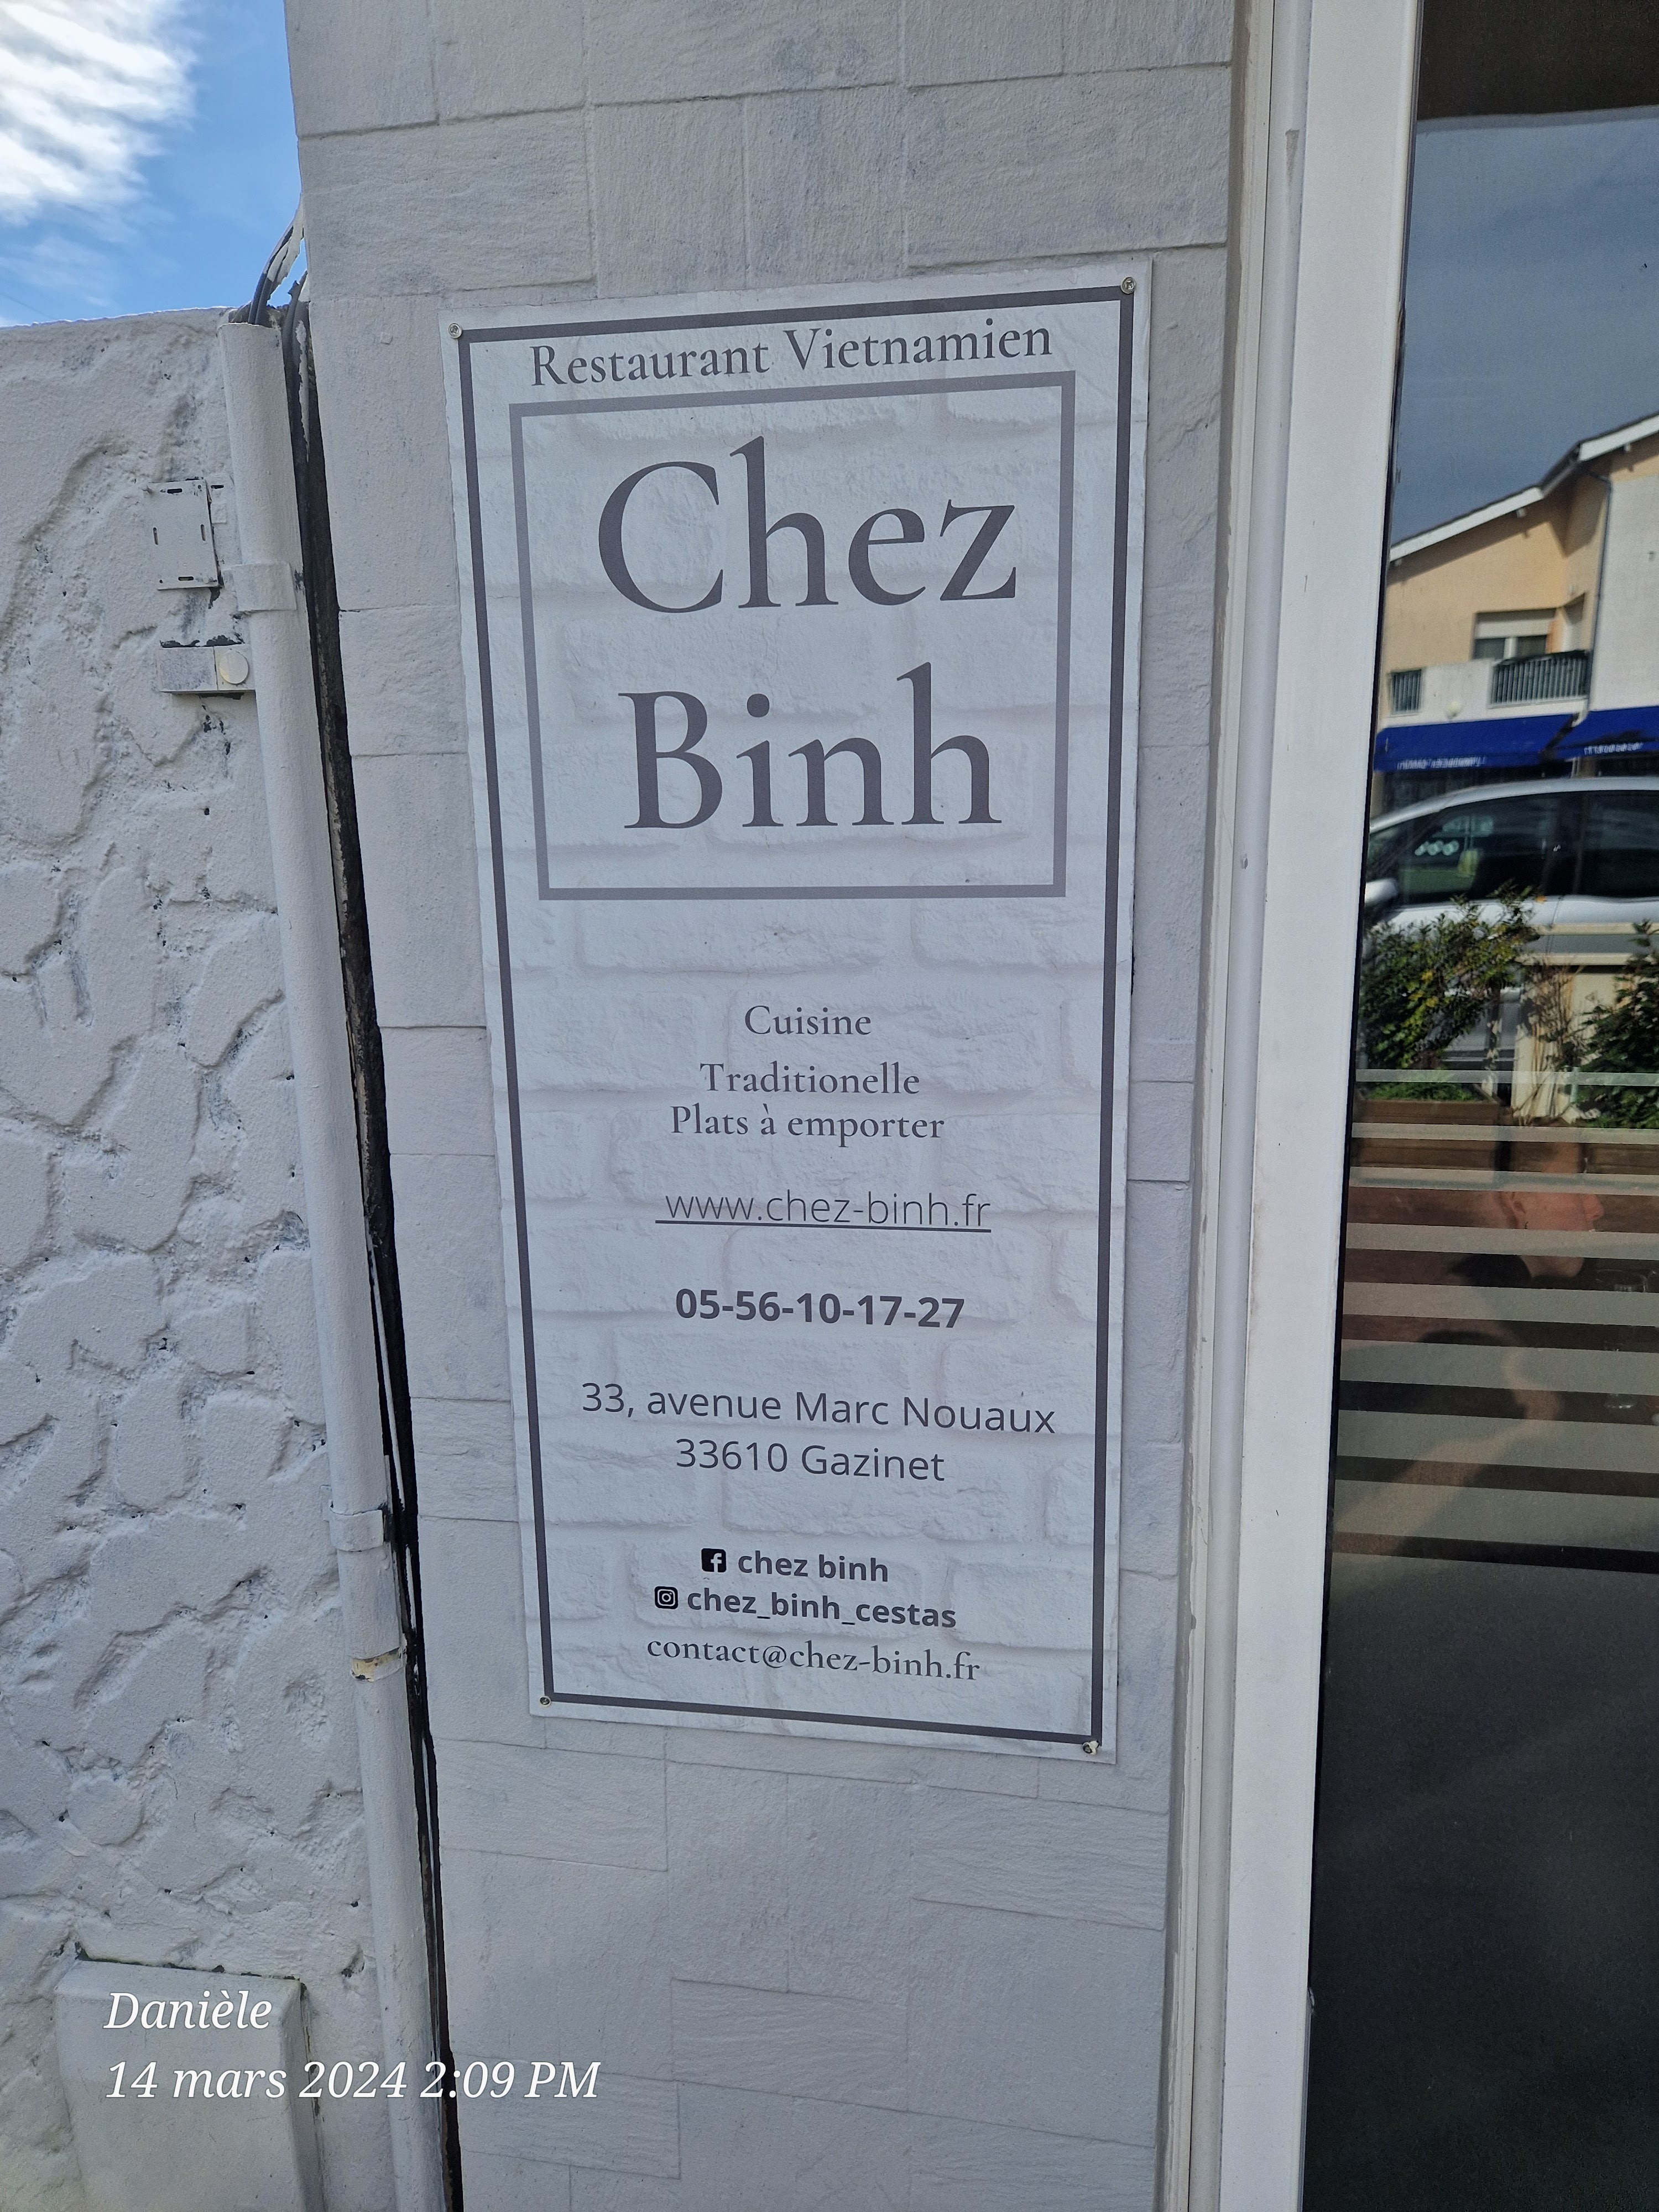 Restaurant Vietnamien
Chez
Binh
Cuisine
Traditionelle
Plats à emporter
www.chez-binh.fr
05-56-10-17-27
33, avenue Marc Nouaux
33610 Gazinet
chez binh
chez_binh_cestas
contact@chez-binh.fr
Danièle
14 mars 2024 2:09 PM